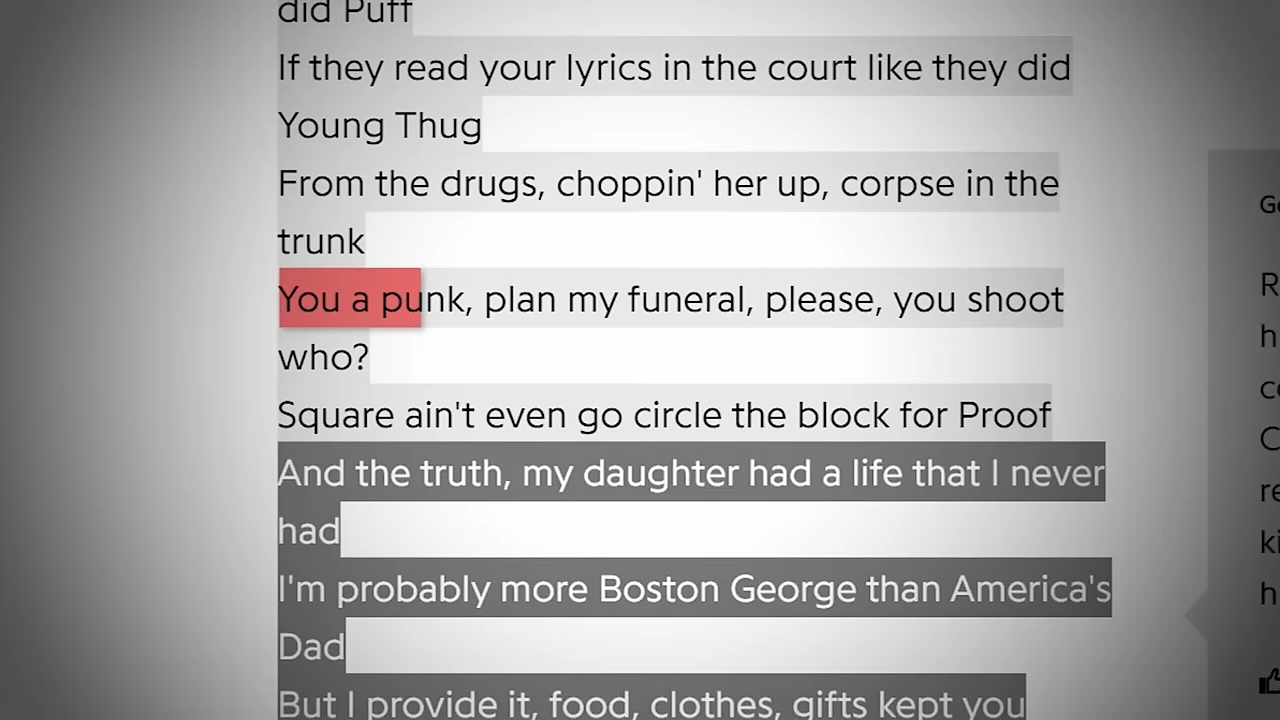 did Puff
If they read your lyrics in the court like they did
Young Thug
From the drugs, choppin' her up, corpse in the
trunk
You a punk, plan my funeral, please, you shoot
who?
Square ain't even go circle the block for Proof
And the truth, my daughter had a life that I never
had
I'm probably more Boston George than America's
Dad
But I provide it, food, clothes, gifts kept you